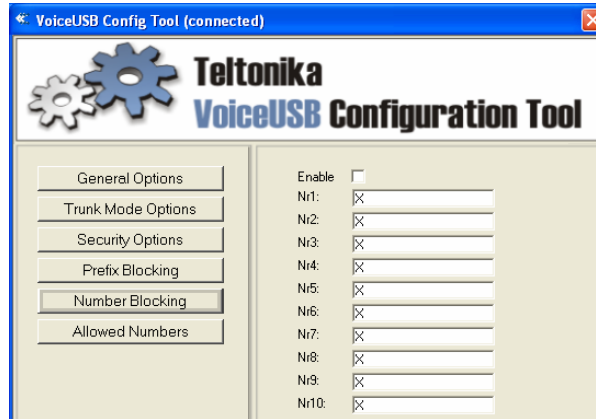 VoiceUSB Config Tool (connected)
Teltonika
VoiceUSB Configuration Tool
General Options
Trunk Mode Options
Security Options
Prefix Blocking
Number Blocking
Allowed Numbers
Enable
Nr1: X
Nr2: X
Nr3: X
Nr4: X
Nr5: X
Nr6: X
Nr7: X
Nr8: X
Nr9: X
Nr10: X